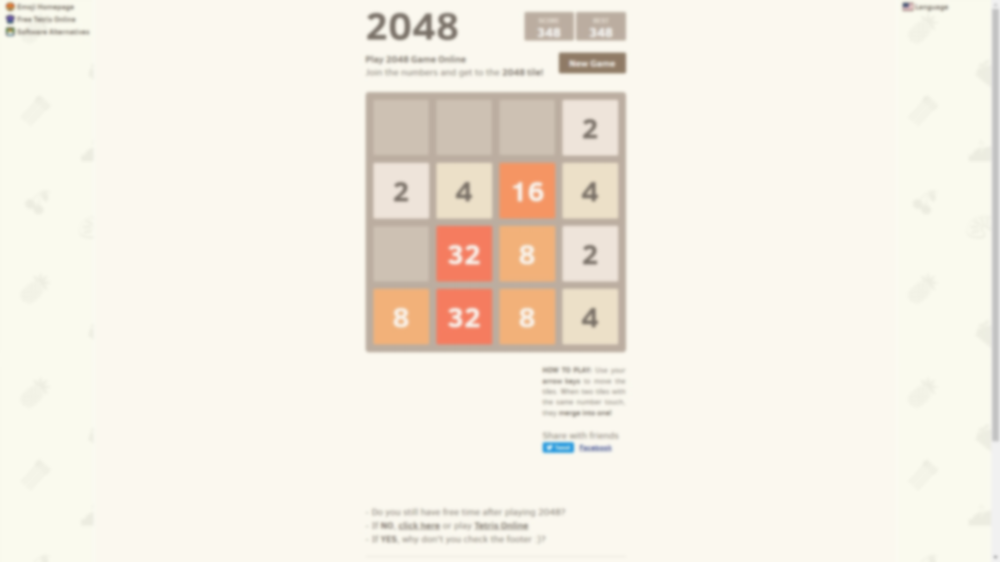 Emoji Homepage
Free Tetris Online
Software Alternatives
Language
2048
SCORE
348
BEST
348
Play 2048 Game Online
Join the numbers and get to the 2048 tile!
New Game
2
2 4 16 4
32 8 2
8 32 8 4
HOW TO PLAY: Use your
arrow keys to move the
tiles. When two tiles with
the same number touch,
they merge into one!
Share with friends
Tweet Facebook
- Do you still have free time after playing 2048?
- If NO, click here or play Tetris Online
- If YES, why don't you check the footer :)?